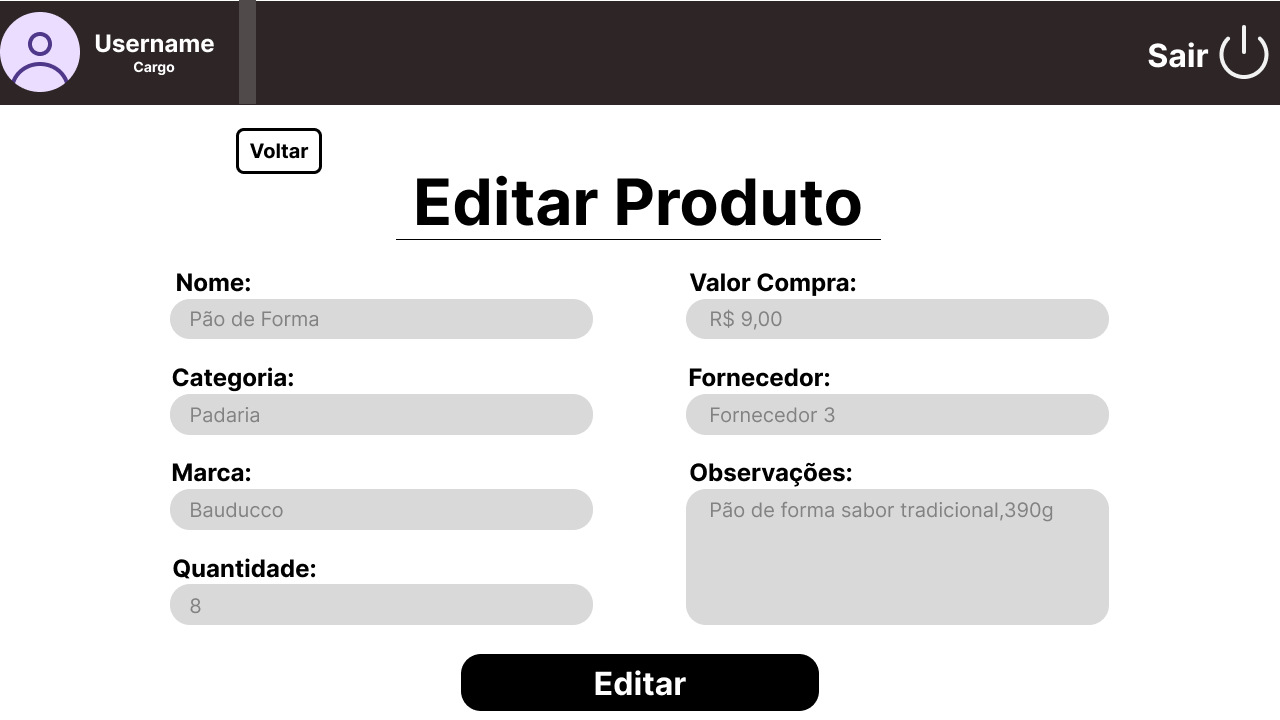 Username
Cargo
Sair
Voltar
Editar Produto
Nome:
Pão de Forma
Categoria:
Padaria
Marca:
Bauducco
Quantidade:
8
Valor Compra:
R$ 9,00
Fornecedor:
Fornecedor 3
Observações:
Pão de forma sabor tradicional,390g
Editar